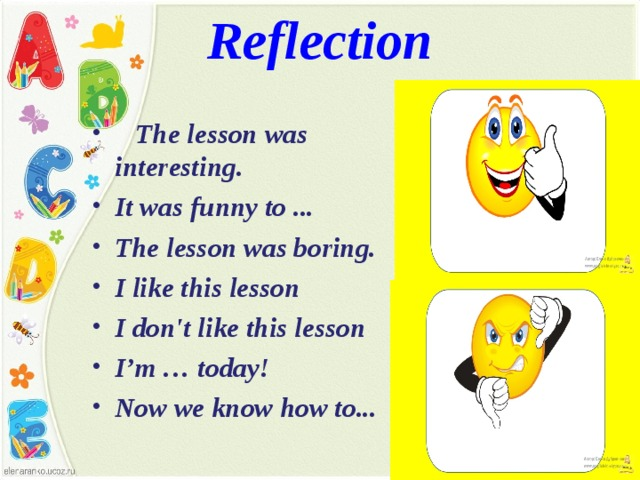 Reflection
The lesson was
interesting.
It was funny to ...
The lesson was boring.
I like this lesson
I don't like this lesson
I’m … today!
Now we know how to...
A
B
C
D
E
elenaranko.ucoz.ru